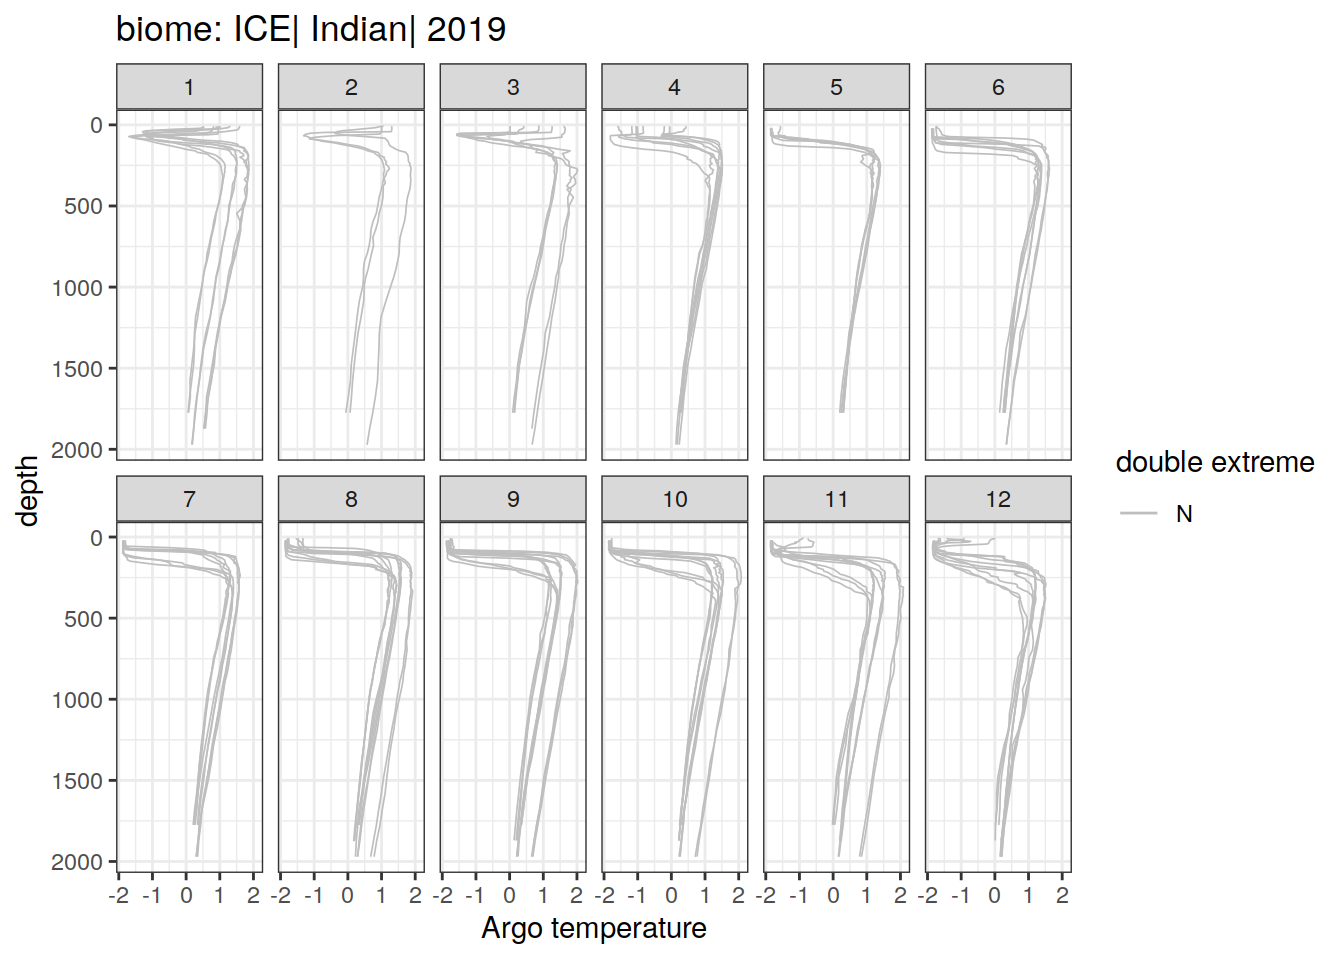 biome: ICE| Indian| 2019
1 2 3 4 5 6
0
500
1000
1500
2000
7 8 9 10 11 12
0
500
1000
1500
2000
-2 -1 0 1 2 -2 -1 0 1 2 -2 -1 0 1 2 -2 -1 0 1 2 -2 -1 0 1 2 -2 -1 0 1 2
Argo temperature
depth
double extreme
N